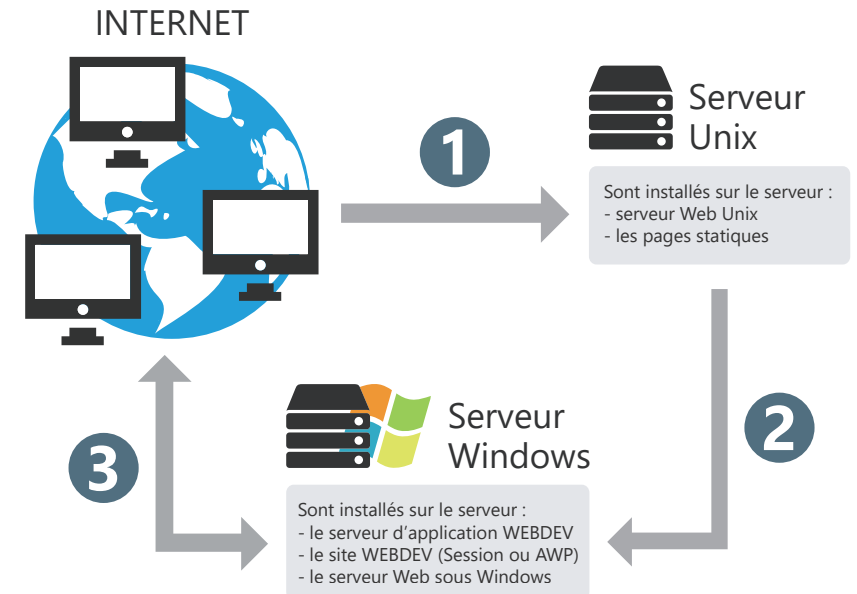 INTERNET
1
Serveur
Unix
Sont installés sur le serveur :
- serveur Web Unix
- les pages statiques
2
Serveur
Windows
Sont installés sur le serveur :
- le serveur d'application WEBDEV
- le site WEBDEV (Session ou AWP)
- le serveur Web sous Windows
3